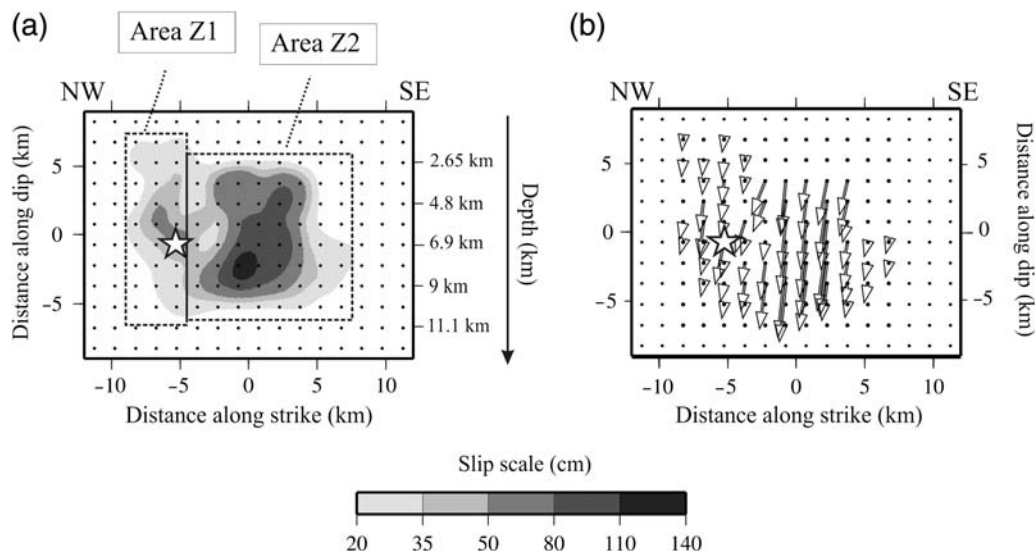 (a)
Area Z1
Area Z2
NW
SE
Distance along dip (km)
5
0
−5
2.65 km
4.8 km
6.9 km
9 km
11.1 km
Depth (km)
−10
−5
0
5
10
Distance along strike (km)
(b)
NW
SE
5
0
−5
5
0
−5
Distance along dip (km)
−10
−5
0
5
10
Distance along strike (km)
Slip scale (cm)
20
35
50
80
110
140